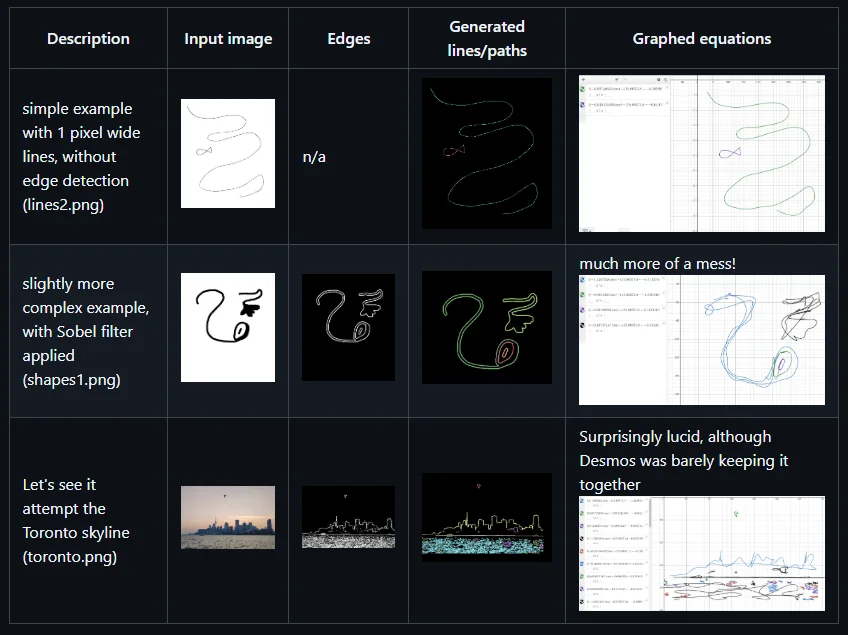 Description
Input image
Edges
Generated
lines/paths
Graphed equations
simple example
with 1 pixel wide
lines, without
edge detection
(lines2.png)
n/a
slightly more
complex example,
with Sobel filter
applied
(shapes1.png)
much more of a mess!
Let's see it
attempt the
Toronto skyline
(toronto.png)
Surprisingly lucid, although
Desmos was barely keeping it
together